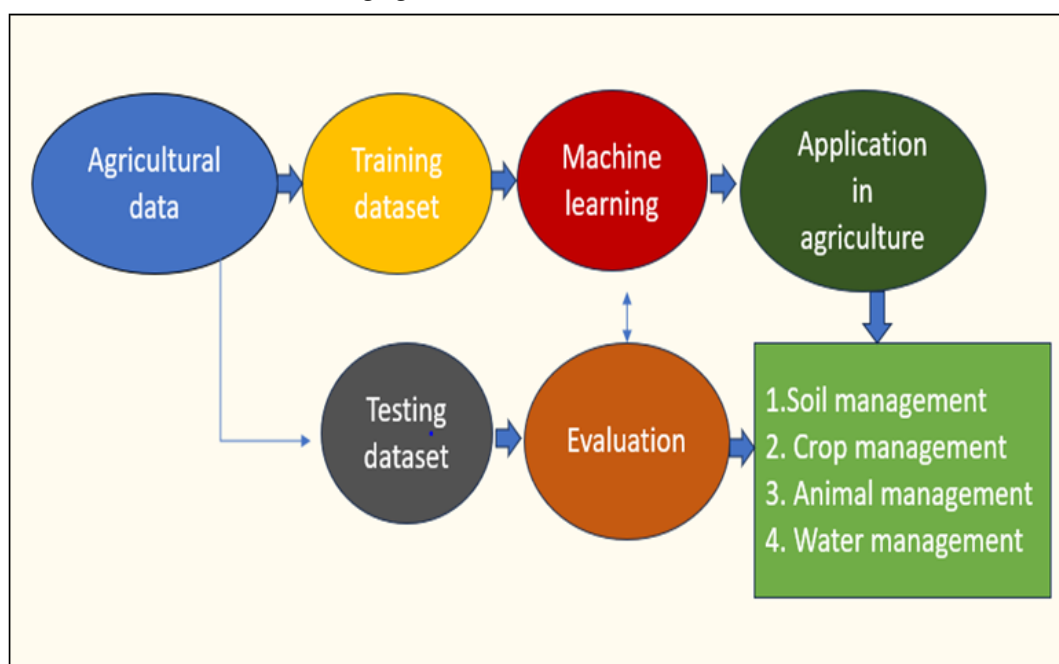 Agricultural
data
Training
dataset
Machine
learning
Application
in
agriculture
Testing
dataset
Evaluation
1.Soil management
2. Crop management
3. Animal management
4. Water management